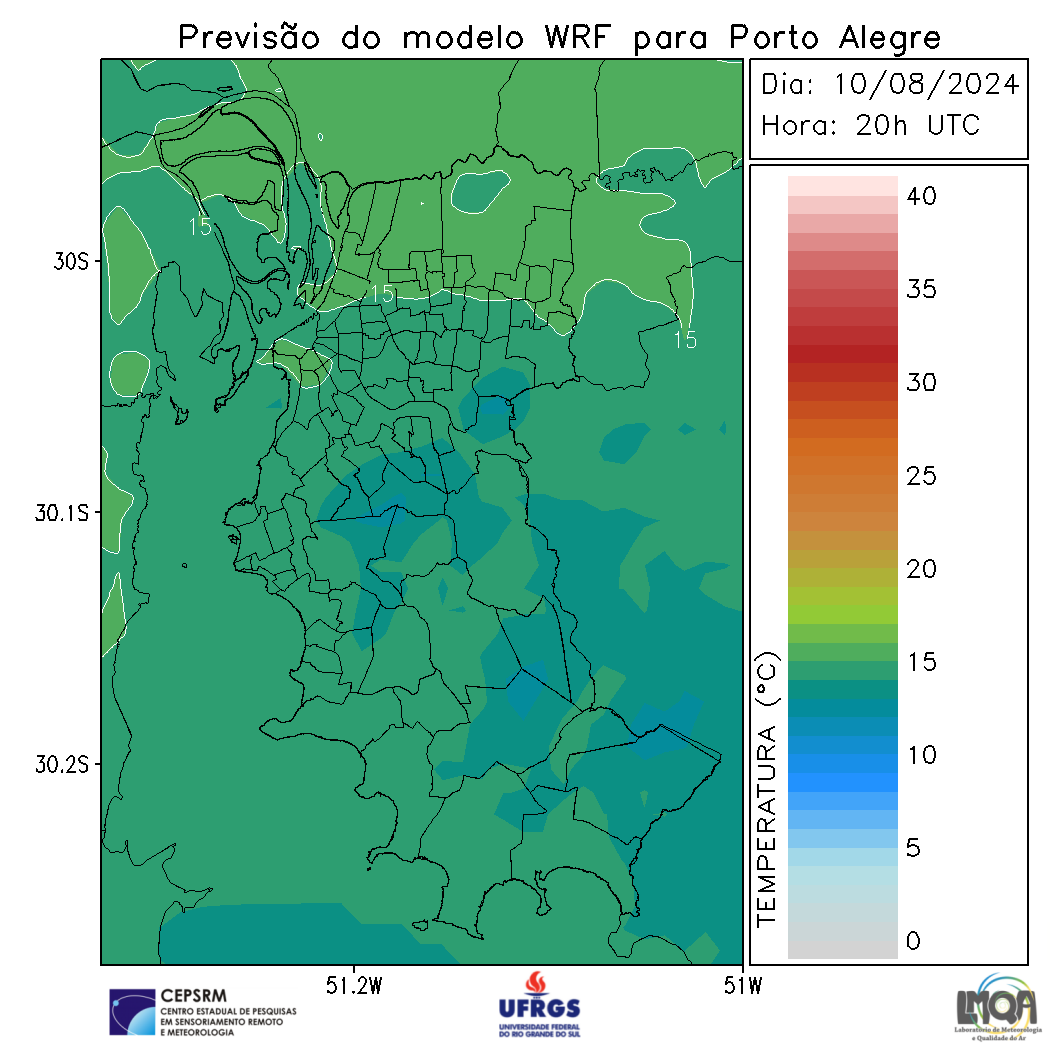 Previsão do modelo WRF para Porto Alegre
Dia: 10/08/2024
Hora: 20h UTC
40
35
30
25
20
15
10
5
0
TEMPERATURA (°C)
30S
30.1S
30.2S
51.2W
51W
15
15
15
CEPSRM
CENTRO ESTADUAL DE PESQUISAS
EM SENSORIAMENTO REMOTO
E METEOROLOGIA
UFRGS
UNIVERSIDADE FEDERAL
DO RIO GRANDE DO SUL
LMQA
Laboratório de Meteorologia
e Qualidade do Ar